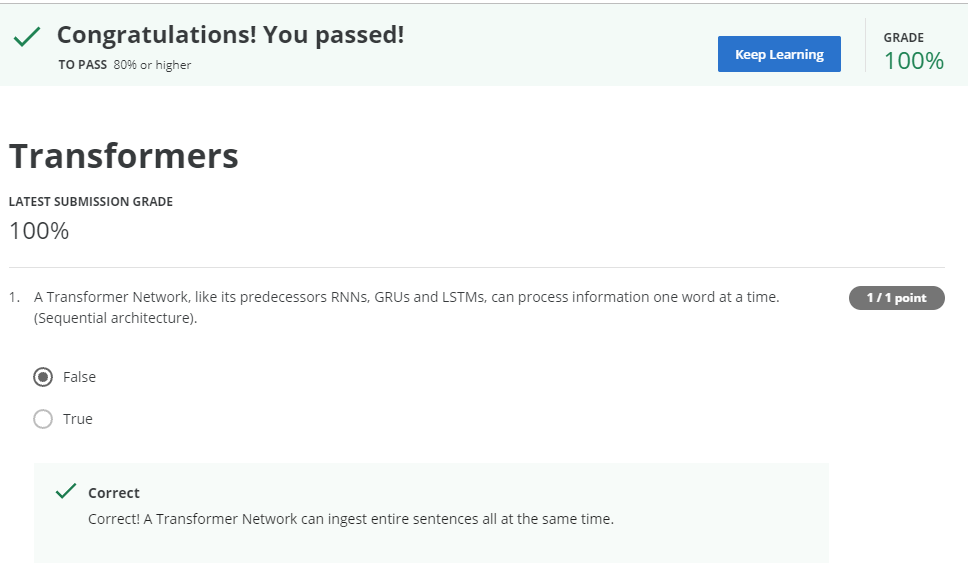 Congratulations! You passed!
TO PASS 80% or higher
Keep Learning
GRADE
100%
Transformers
LATEST SUBMISSION GRADE
100%
1. A Transformer Network, like its predecessors RNNs, GRUs and LSTMs, can process information one word at a time.
(Sequential architecture).
1 / 1 point
False
True
Correct
Correct! A Transformer Network can ingest entire sentences all at the same time.